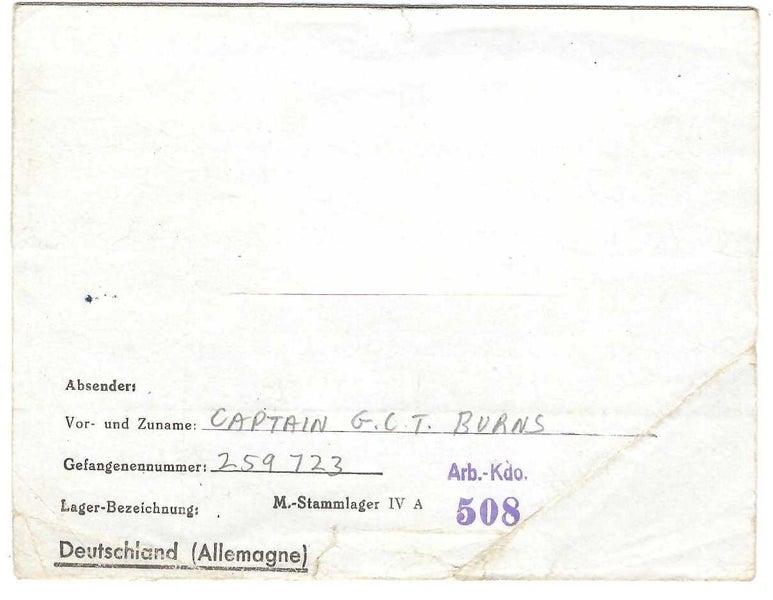 Absender:
Vor- und Zuname: CAPTAIN G.C.T. BURNS
Gefangenennummer: 259723
Arb.-Kdo.
Lager-Bezeichnung: M.-Stammlager IV A
508
Deutschland (Allemagne)